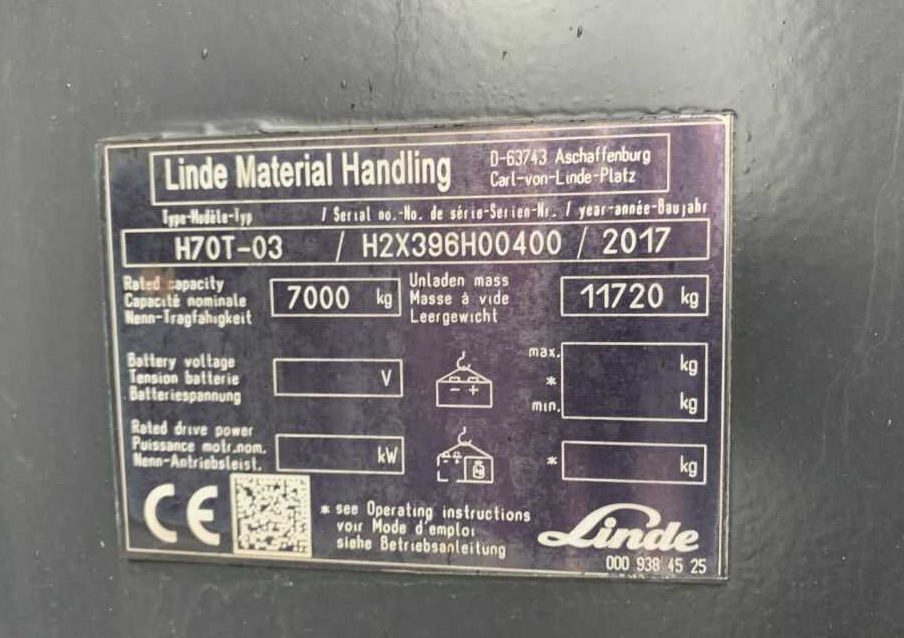 Linde Material Handling
D-63743 Aschaffenburg
Carl-von-Linde-Platz
Type-Modèle-Typ / Serial no.-No. de série-Serien-Nr. / year-année-Baujahr
H70T-03 / H2X396H00400 / 2017
Rated capacity
Capacité nominale
Nenn-Tragfähigkeit
7000 kg
Unladen mass
Masse à vide
Leergewicht
11720 kg
Battery voltage
Tension batterie
Batteriespannung
V
- +
max. kg
*
min. kg
Rated drive power
Puissance motr.nom.
Nenn-Antriebsleist.
kW
- +
kg
* kg
CE
* see Operating instructions
voir Mode d'emploi
siehe Betriebsanleitung
Linde
000 938 45 25